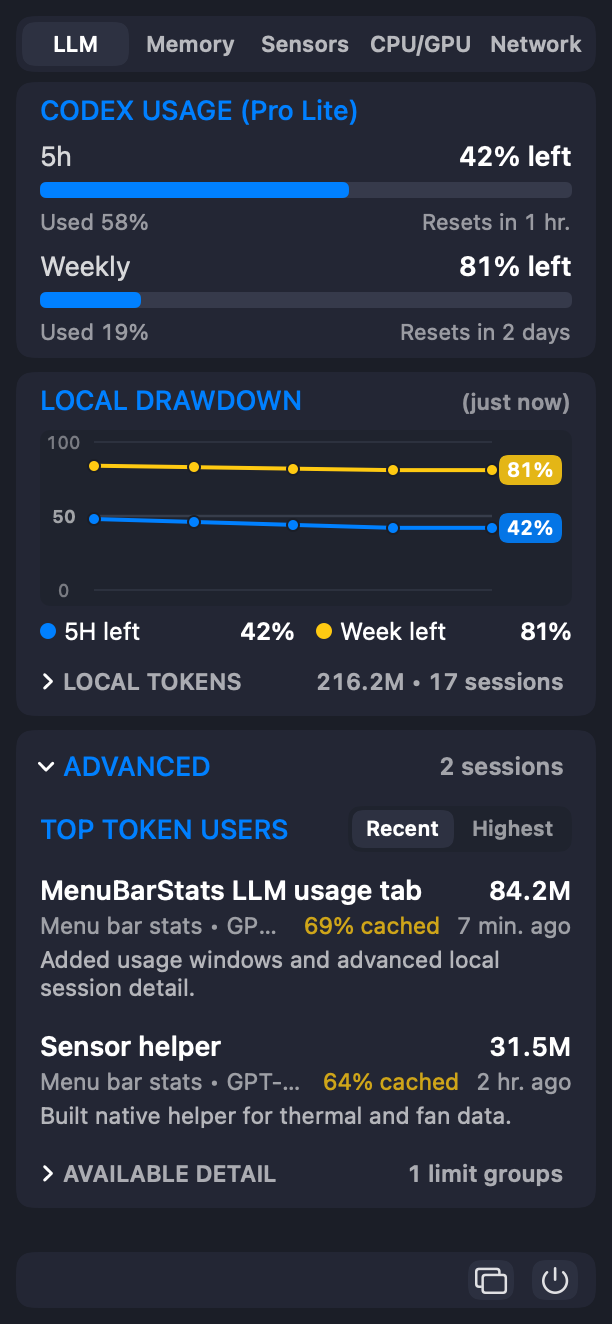 LLM Memory Sensors CPU/GPU Network
CODEX USAGE (Pro Lite)
5h 42% left
Used 58% Resets in 1 hr.
Weekly 81% left
Used 19% Resets in 2 days
LOCAL DRAWDOWN (just now)
100
81%
50
42%
0
5H left 42% Week left 81%
LOCAL TOKENS 216.2M • 17 sessions
ADVANCED 2 sessions
TOP TOKEN USERS Recent Highest
MenuBarStats LLM usage tab 84.2M
Menu bar stats • GP... 69% cached 7 min. ago
Added usage windows and advanced local
session detail.
Sensor helper 31.5M
Menu bar stats • GPT-... 64% cached 2 hr. ago
Built native helper for thermal and fan data.
AVAILABLE DETAIL 1 limit groups